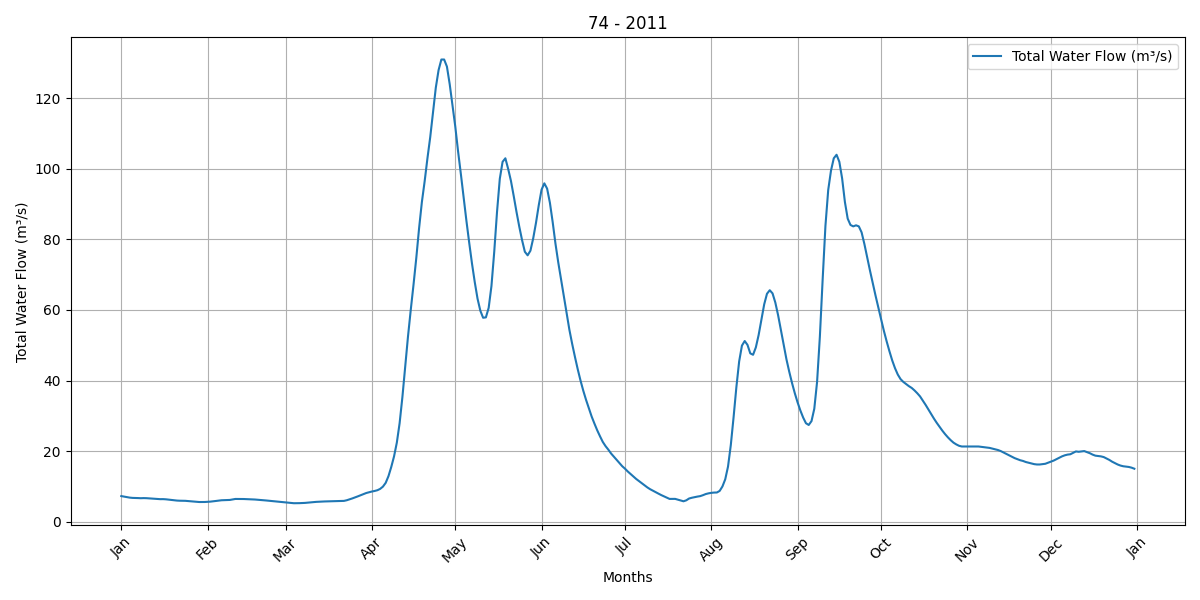 74 - 2011
Total Water Flow (m³/s)
Total Water Flow (m³/s)
120
100
80
60
40
20
0
Jan Feb Mar Apr May Jun Jul Aug Sep Oct Nov Dec Jan
Months